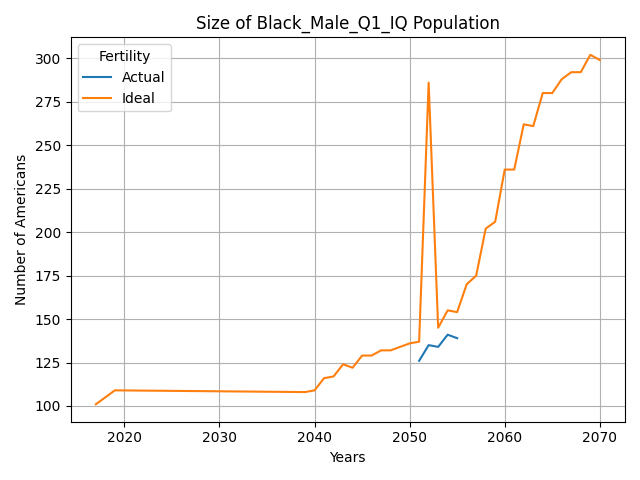 Size of Black_Male_Q1_IQ Population
Fertility
Actual
Ideal
Number of Americans
300
275
250
225
200
175
150
125
100
2020 2030 2040 2050 2060 2070
Years